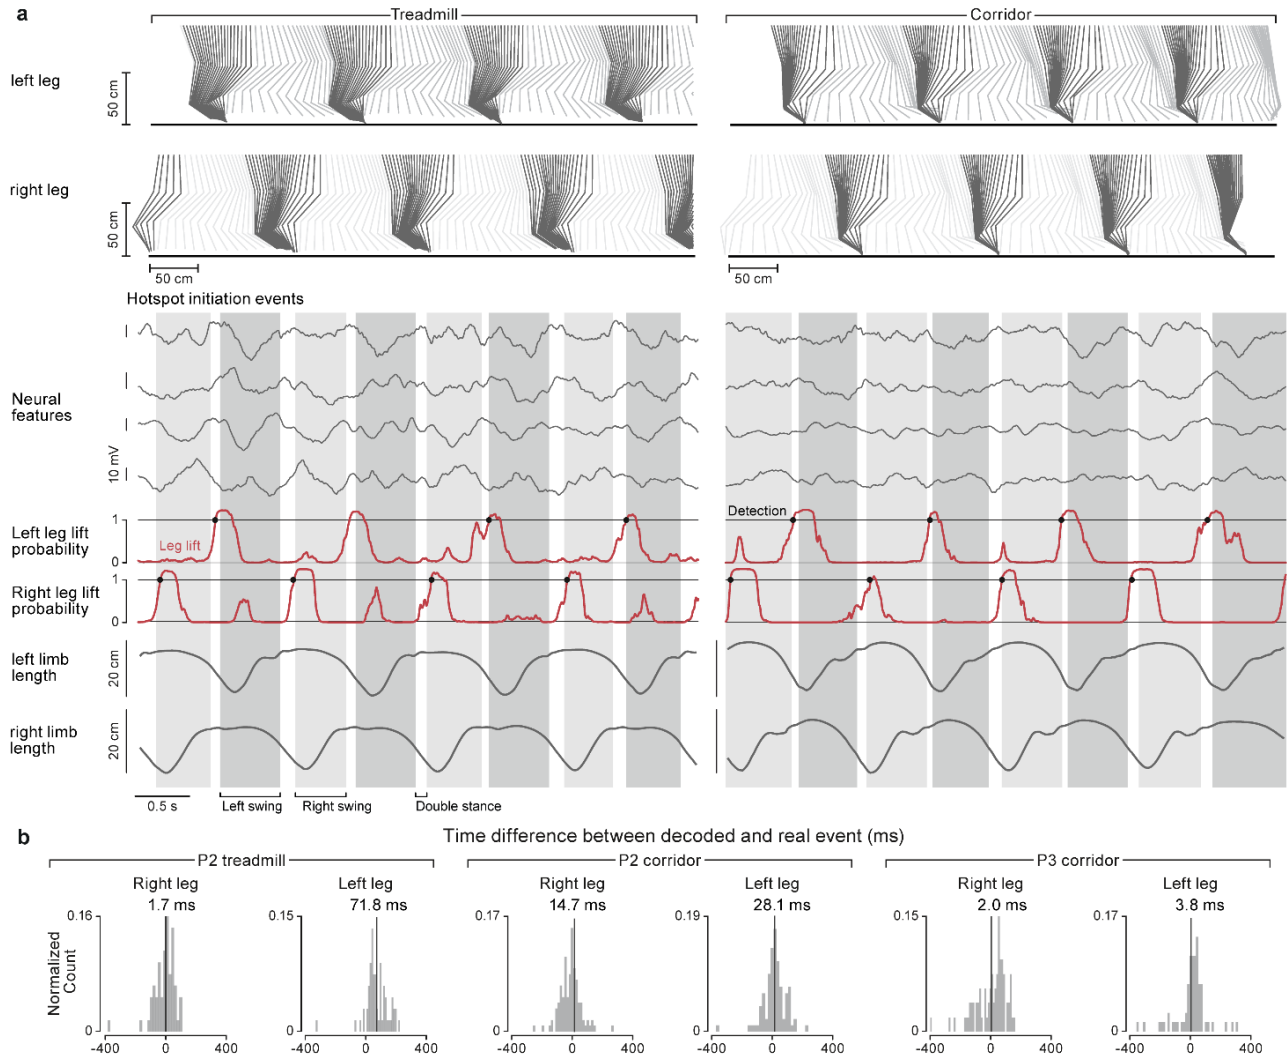 a
Treadmill
Corridor
left leg
50 cm
right leg
50 cm
50 cm
50 cm
Hotspot initiation events
Neural
features
10 mV
Left leg lift
probability
1
0
Leg lift
Detection
Right leg lift
probability
1
0
left limb
length
20 cm
right limb
length
20 cm
0.5 s
Left swing
Right swing
Double stance
b
Time difference between decoded and real event (ms)
P2 treadmill
P2 corridor
P3 corridor
Right leg
Left leg
Right leg
Left leg
Right leg
Left leg
1.7 ms
71.8 ms
14.7 ms
28.1 ms
2.0 ms
3.8 ms
0.16
0.15
0.17
0.19
0.15
0.17
Normalized
Count
0
0
0
0
0
0
-400 0 400
-400 0 400
-400 0 400
-400 0 400
-400 0 400
-400 0 400